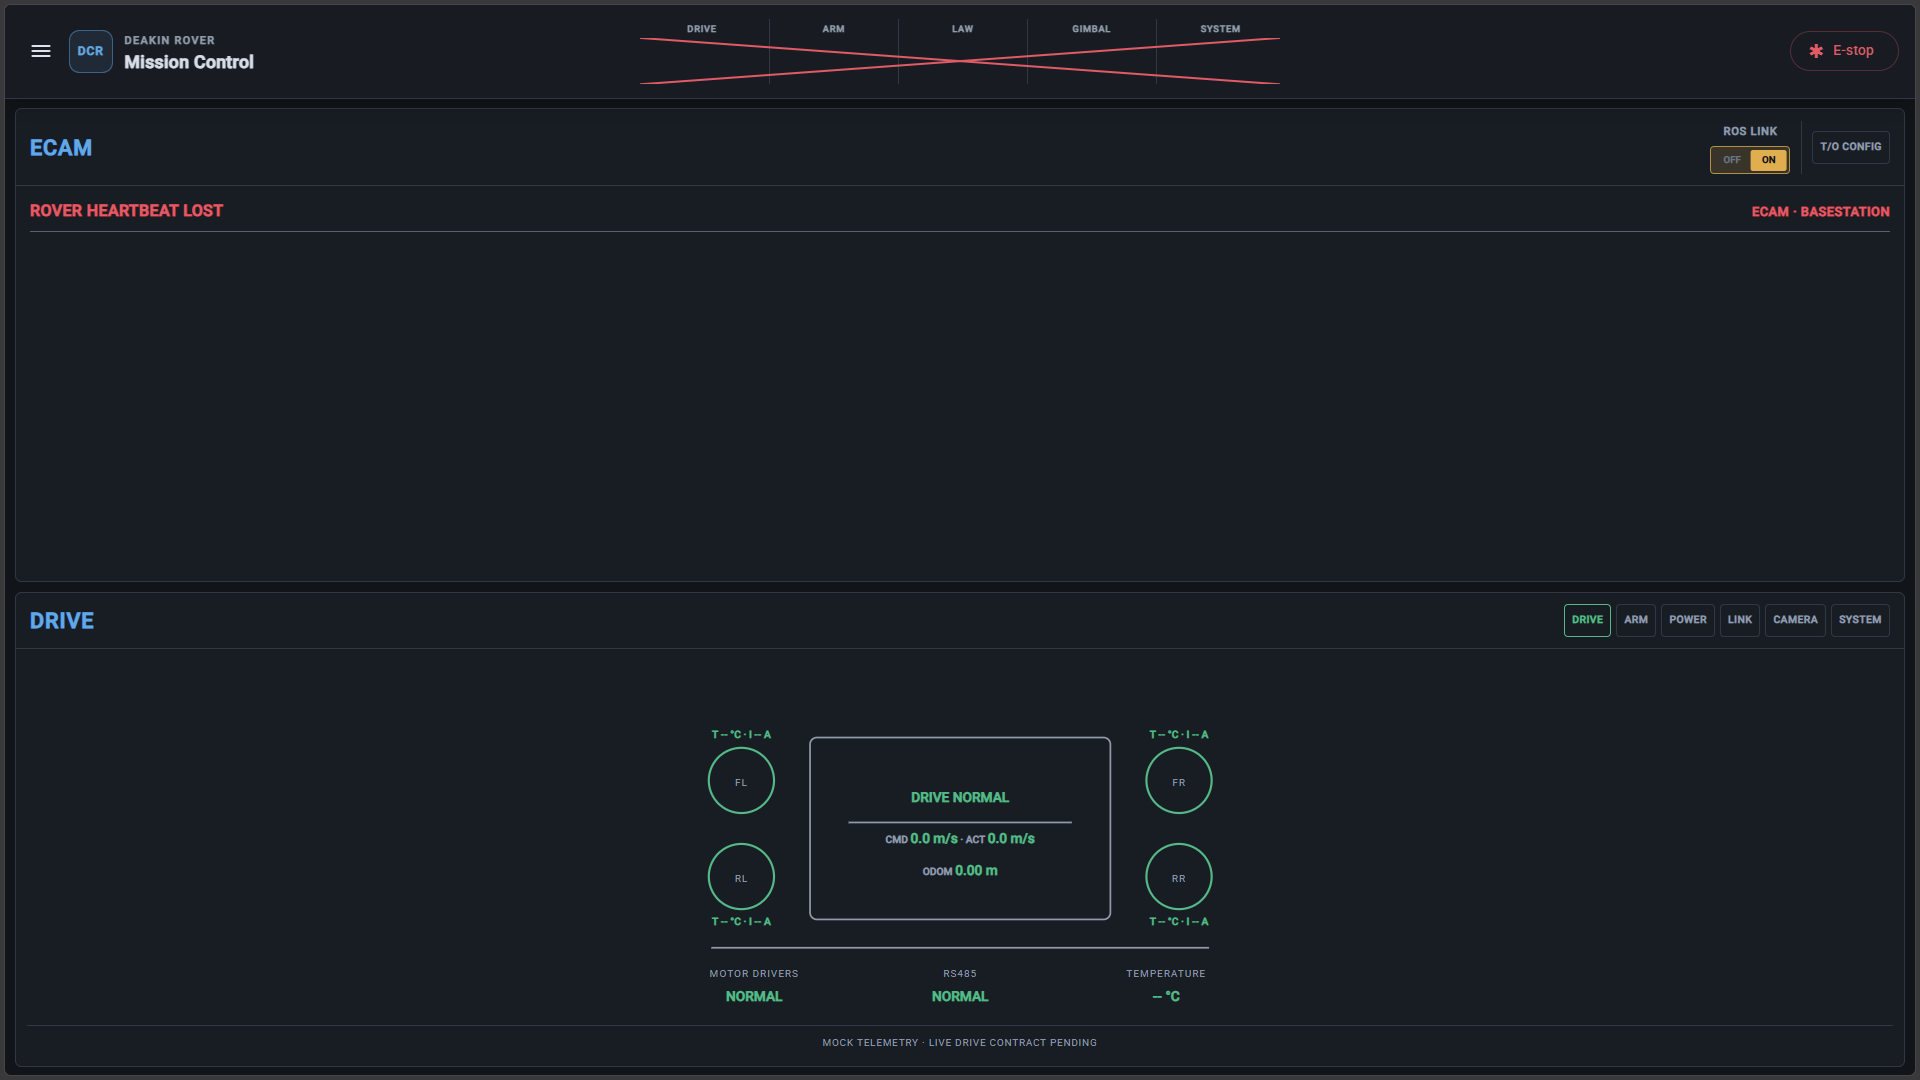 DCR
DEAKIN ROVER
Mission Control
DRIVE
ARM
LAW
GIMBAL
SYSTEM
E-stop
ECAM
ROS LINK
OFF
ON
T/O CONFIG
ROVER HEARTBEAT LOST
ECAM · BASESTATION
DRIVE
DRIVE
ARM
POWER
LINK
CAMERA
SYSTEM
T -- °C · I -- A
FL
T -- °C · I -- A
FR
DRIVE NORMAL
CMD 0.0 m/s · ACT 0.0 m/s
ODOM 0.00 m
RL
T -- °C · I -- A
RR
T -- °C · I -- A
MOTOR DRIVERS
NORMAL
RS485
NORMAL
TEMPERATURE
-- °C
MOCK TELEMETRY · LIVE DRIVE CONTRACT PENDING